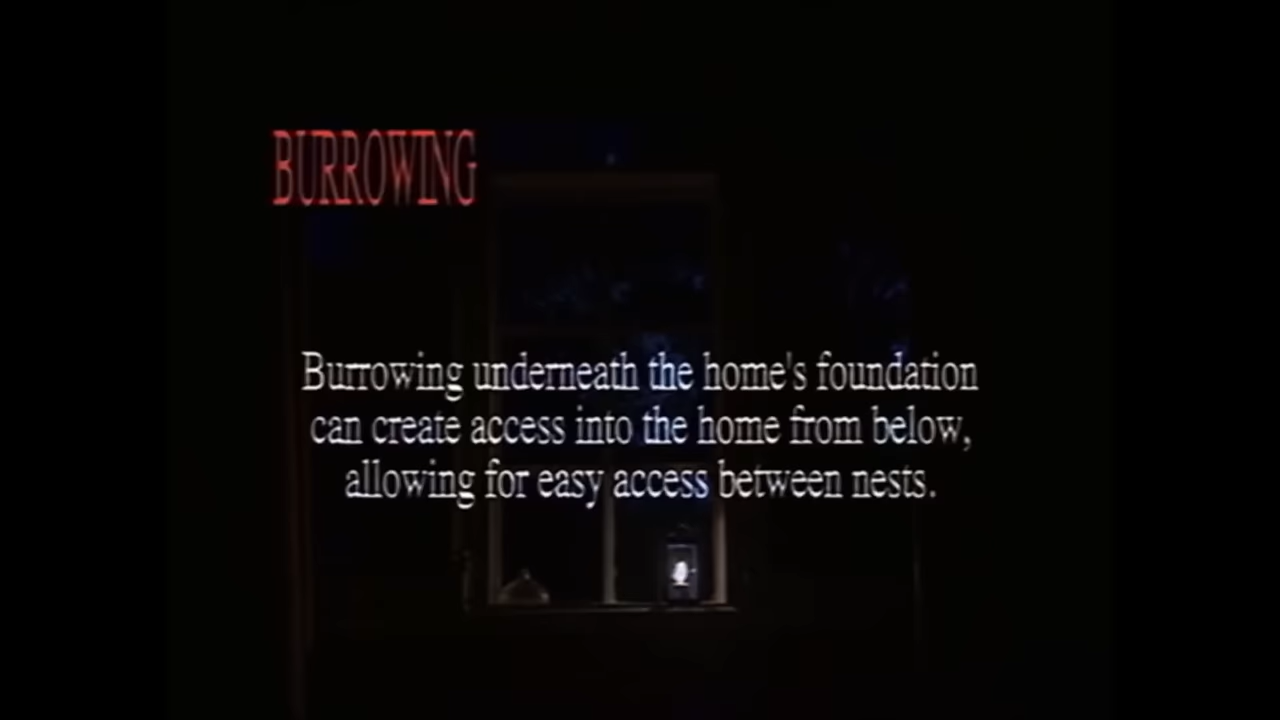 BURROWING
Burrowing underneath the home's foundation
can create access into the home from below,
allowing for easy access between nests.